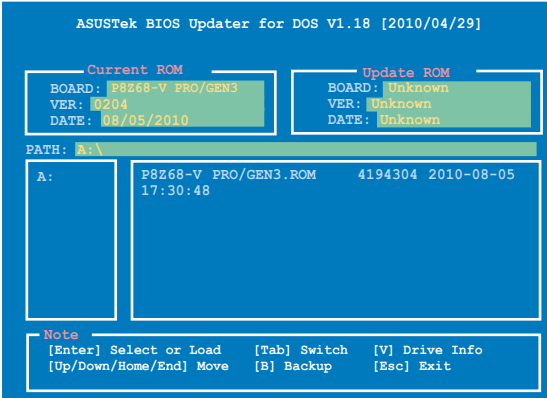 ASUSTek BIOS Updater for DOS V1.18 [2010/04/29]
Current ROM
BOARD: P8Z68-V PRO/GEN3
VER: 0204
DATE: 08/05/2010
Update ROM
BOARD: Unknown
VER: Unknown
DATE: Unknown
PATH: A:\
A:
P8Z68-V PRO/GEN3.ROM 4194304 2010-08-05
17:30:48
Note
[Enter] Select or Load [Tab] Switch [V] Drive Info
[Up/Down/Home/End] Move [B] Backup [Esc] Exit